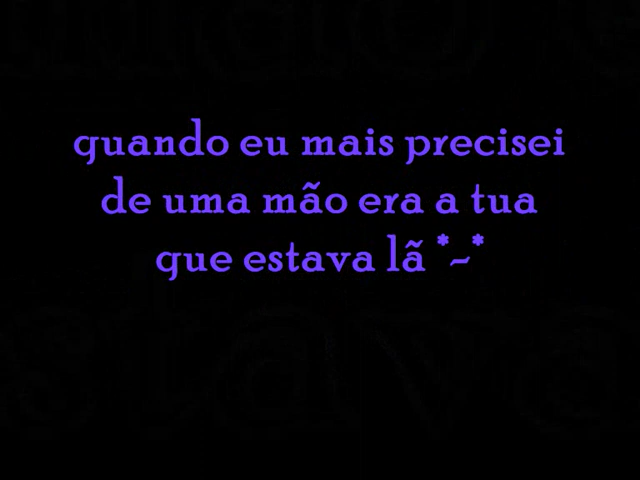 quando eu mais precisei
de uma mão era a tua
que estava lã *-*